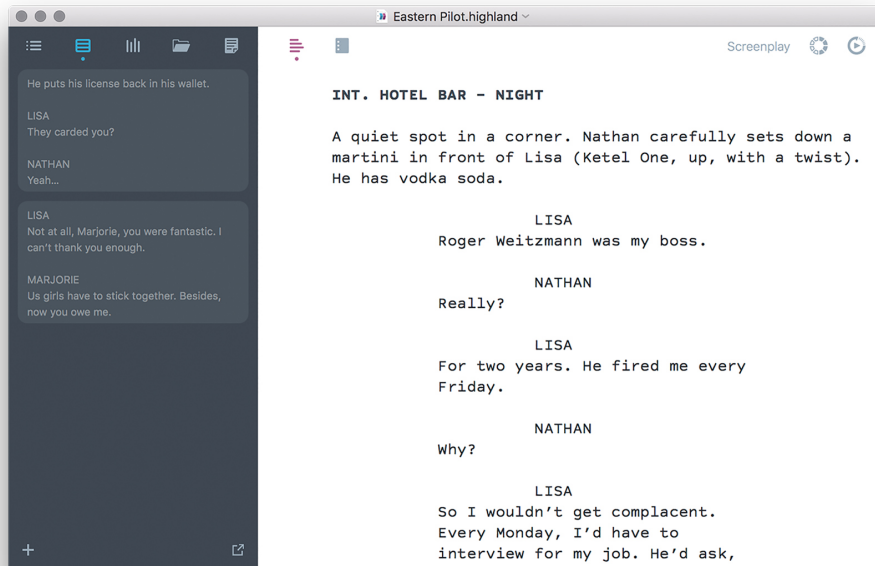 Eastern Pilot.highland
He puts his license back in his wallet.
LISA
They carded you?
NATHAN
Yeah...
LISA
Not at all, Marjorie, you were fantastic. I
can't thank you enough.
MARJORIE
Us girls have to stick together. Besides,
now you owe me.
Screenplay
INT. HOTEL BAR – NIGHT
A quiet spot in a corner. Nathan carefully sets down a
martini in front of Lisa (Ketel One, up, with a twist).
He has vodka soda.
LISA
Roger Weitzmann was my boss.
NATHAN
Really?
LISA
For two years. He fired me every
Friday.
NATHAN
Why?
LISA
So I wouldn't get complacent.
Every Monday, I'd have to
interview for my job. He'd ask,